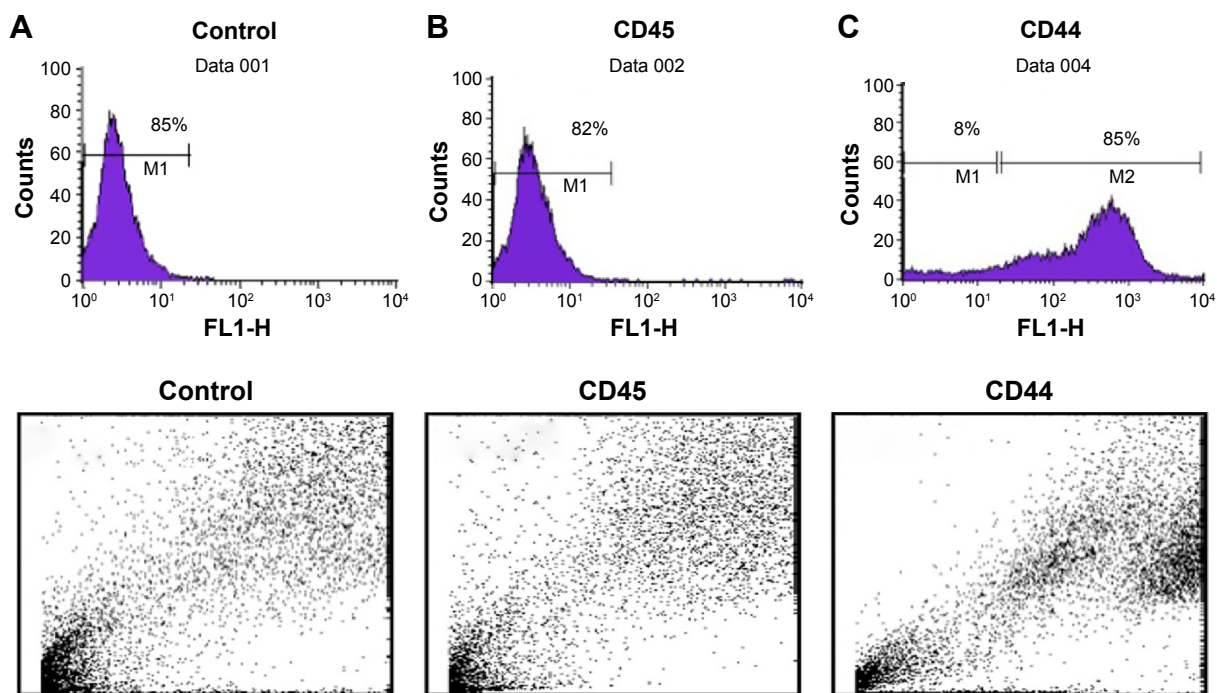 A
Control
Data 001
Counts
100
80
60
40
20
0
85%
M1
10⁰
10¹
10²
10³
10⁴
FL1-H
B
CD45
Data 002
Counts
100
80
60
40
20
0
82%
M1
10⁰
10¹
10²
10³
10⁴
FL1-H
C
CD44
Data 004
Counts
100
80
60
40
20
0
8%
M1
85%
M2
10⁰
10¹
10²
10³
10⁴
FL1-H
Control
CD45
CD44